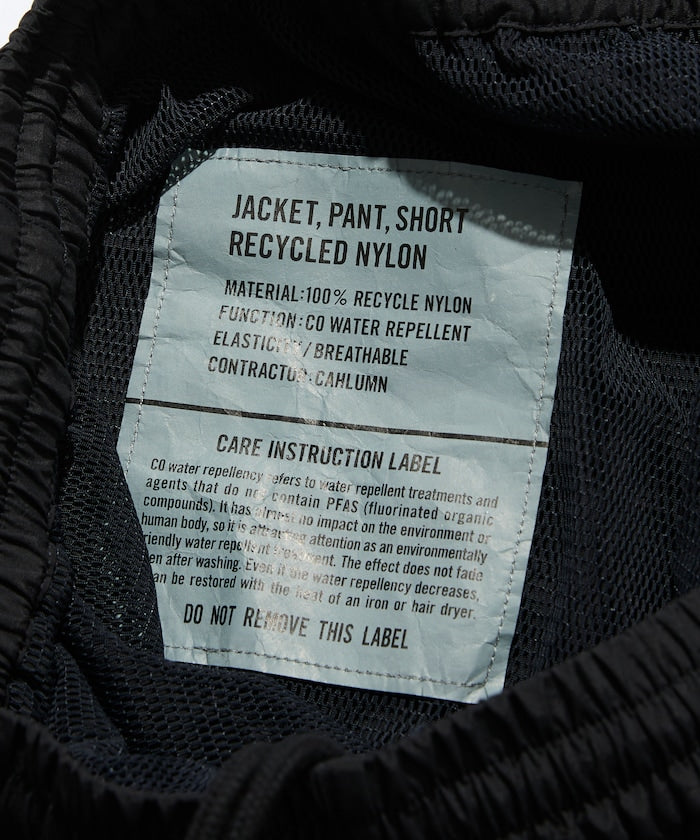 JACKET, PANT, SHORT
RECYCLED NYLON
MATERIAL:100% RECYCLE NYLON
FUNCTION:C0 WATER REPELLENT
ELASTICITY/BREATHABLE
CONTRACTOR:CAHLUMN
CARE INSTRUCTION LABEL
C0 water repellency refers to water repellent treatments and
agents that do not contain PFAS (fluorinated organic
compounds). It has almost no impact on the environment or
human body, so it is attracting attention as an environmentally
riendly water repellent treatment. The effect does not fade
en after washing. Even if the water repellency decreases,
an be restored with the heat of an iron or hair dryer.
DO NOT REMOVE THIS LABEL